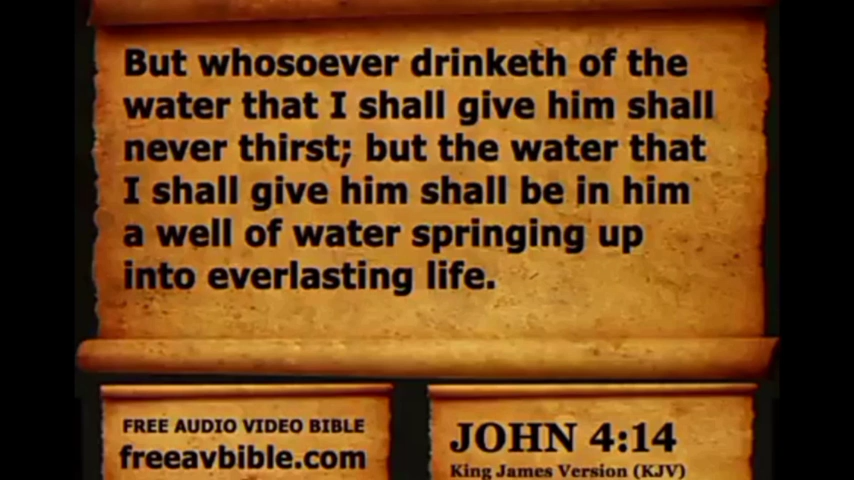 But whosoever drinketh of the
water that I shall give him shall
never thirst; but the water that
I shall give him shall be in him
a well of water springing up
into everlasting life.
FREE AUDIO VIDEO BIBLE
freeavbible.com
JOHN 4:14
King James Version (KJV)